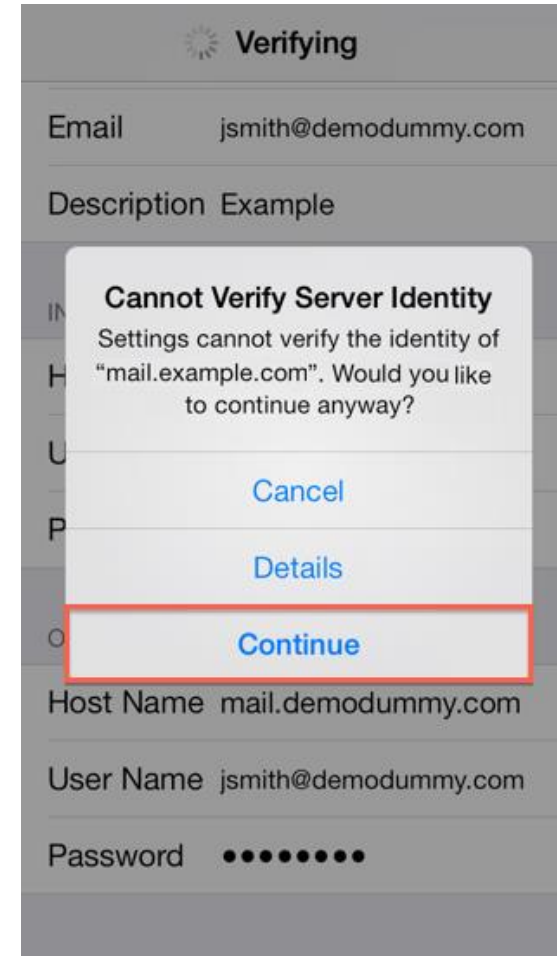 Verifying
Email jsmith@demodummy.com
Description Example
IN
Cannot Verify Server Identity
Settings cannot verify the identity of
“mail.example.com”. Would you like
to continue anyway?
H
U
Cancel
P
Details
O
Continue
Host Name mail.demodummy.com
User Name jsmith@demodummy.com
Password ••••••••